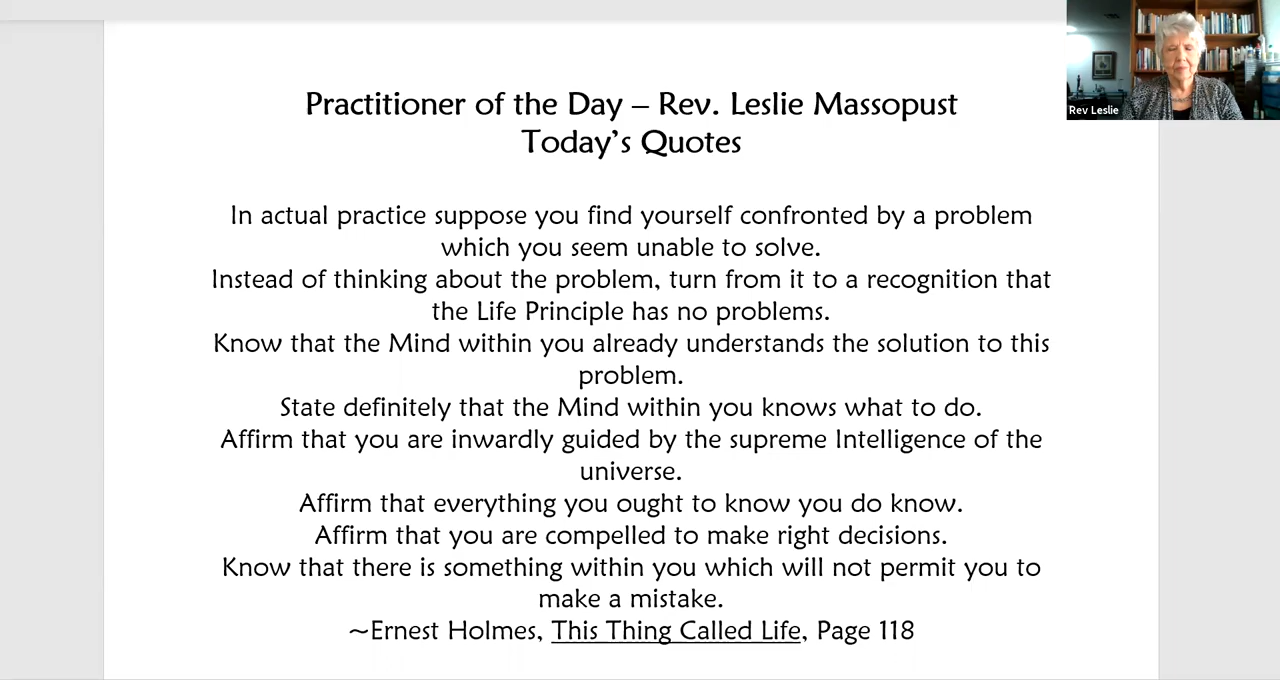 Practitioner of the Day – Rev. Leslie Massopust
Today's Quotes
In actual practice suppose you find yourself confronted by a problem
which you seem unable to solve.
Instead of thinking about the problem, turn from it to a recognition that
the Life Principle has no problems.
Know that the Mind within you already understands the solution to this
problem.
State definitely that the Mind within you knows what to do.
Affirm that you are inwardly guided by the supreme Intelligence of the
universe.
Affirm that everything you ought to know you do know.
Affirm that you are compelled to make right decisions.
Know that there is something within you which will not permit you to
make a mistake.
~Ernest Holmes, This Thing Called Life, Page 118
Rev Leslie